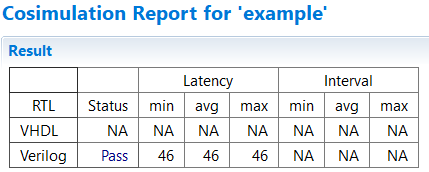 Cosimulation Report for 'example'
Result
Latency Interval
RTL Status min avg max min avg max
VHDL NA NA NA NA NA NA NA
Verilog Pass 46 46 46 NA NA NA